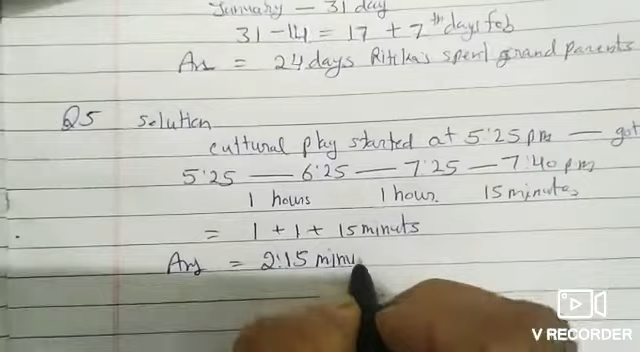 January — 31 day
31 - 14 = 17 + 7th days feb
Ans = 24 days Ritika's spent grand parents
Q5 solution
cultural play started at 5:25 pm — got
5:25 — 6:25 — 7:25 — 7:40 pm
1 hours 1 hour. 15 minutes
= 1 + 1 + 15 minuts
Ans = 2:15 minu
V RECORDER